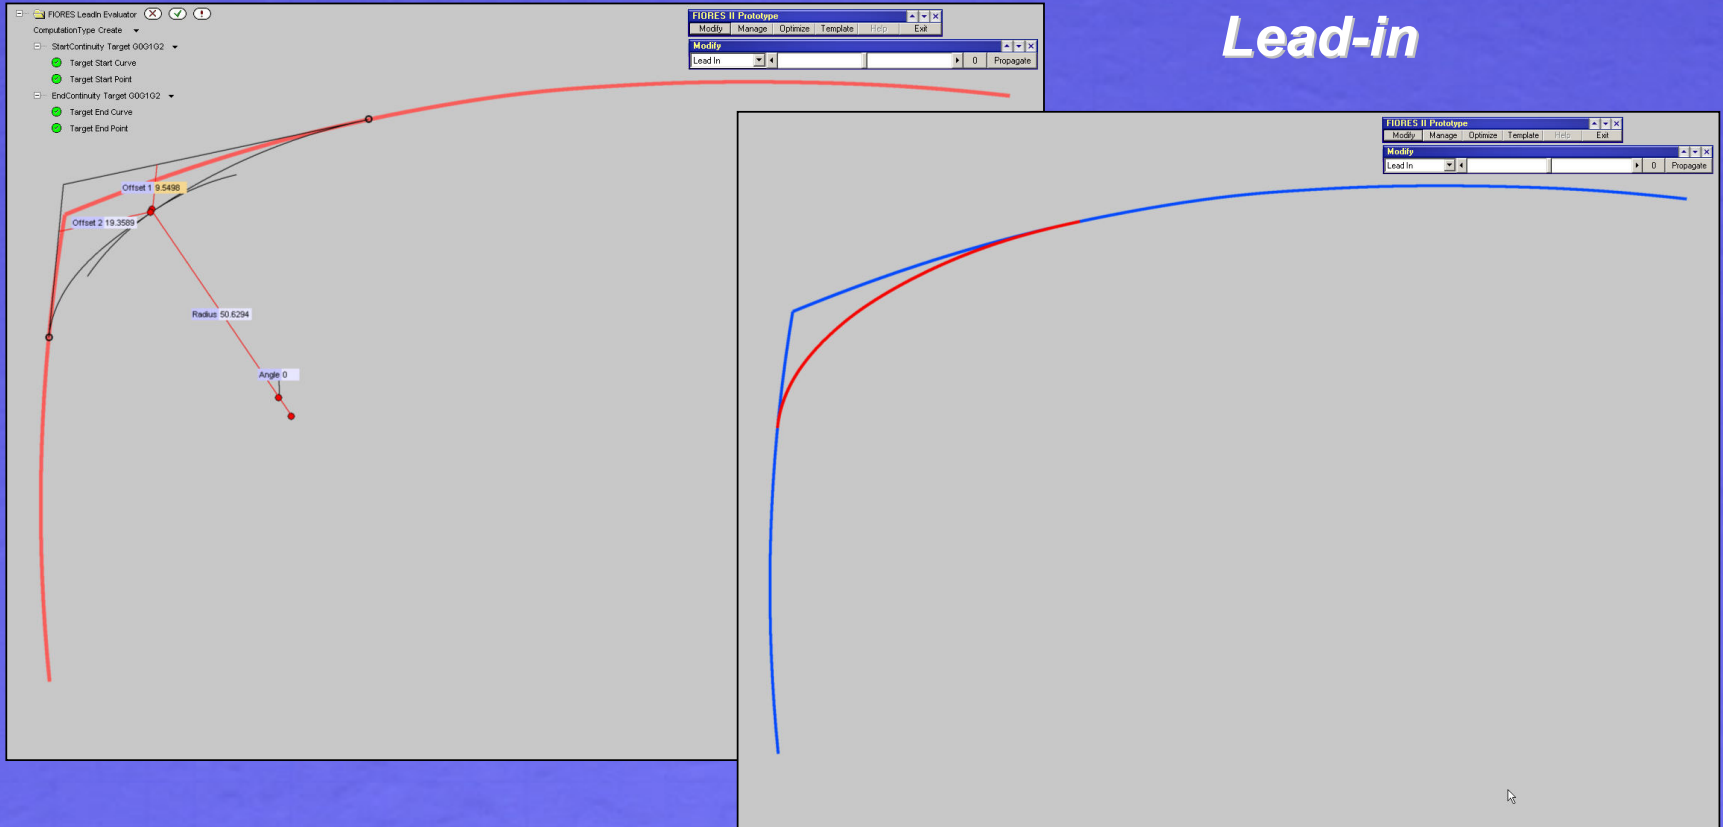 Lead-in
FIORES LeadIn Evaluator
ComputationType Create
StartContinuity Target G0G1G2
Target Start Curve
Target Start Point
EndContinuity Target G0G1G2
Target End Curve
Target End Point
FIORES II Prototype
Modify Manage Optimize Template Help Exit
Modify
Lead In 0 Propagate
Offset 1 9.5498
Offset 2 19.3589
Radius 50.6294
Angle 0
FIORES II Prototype
Modify Manage Optimize Template Help Exit
Modify
Lead In 0 Propagate